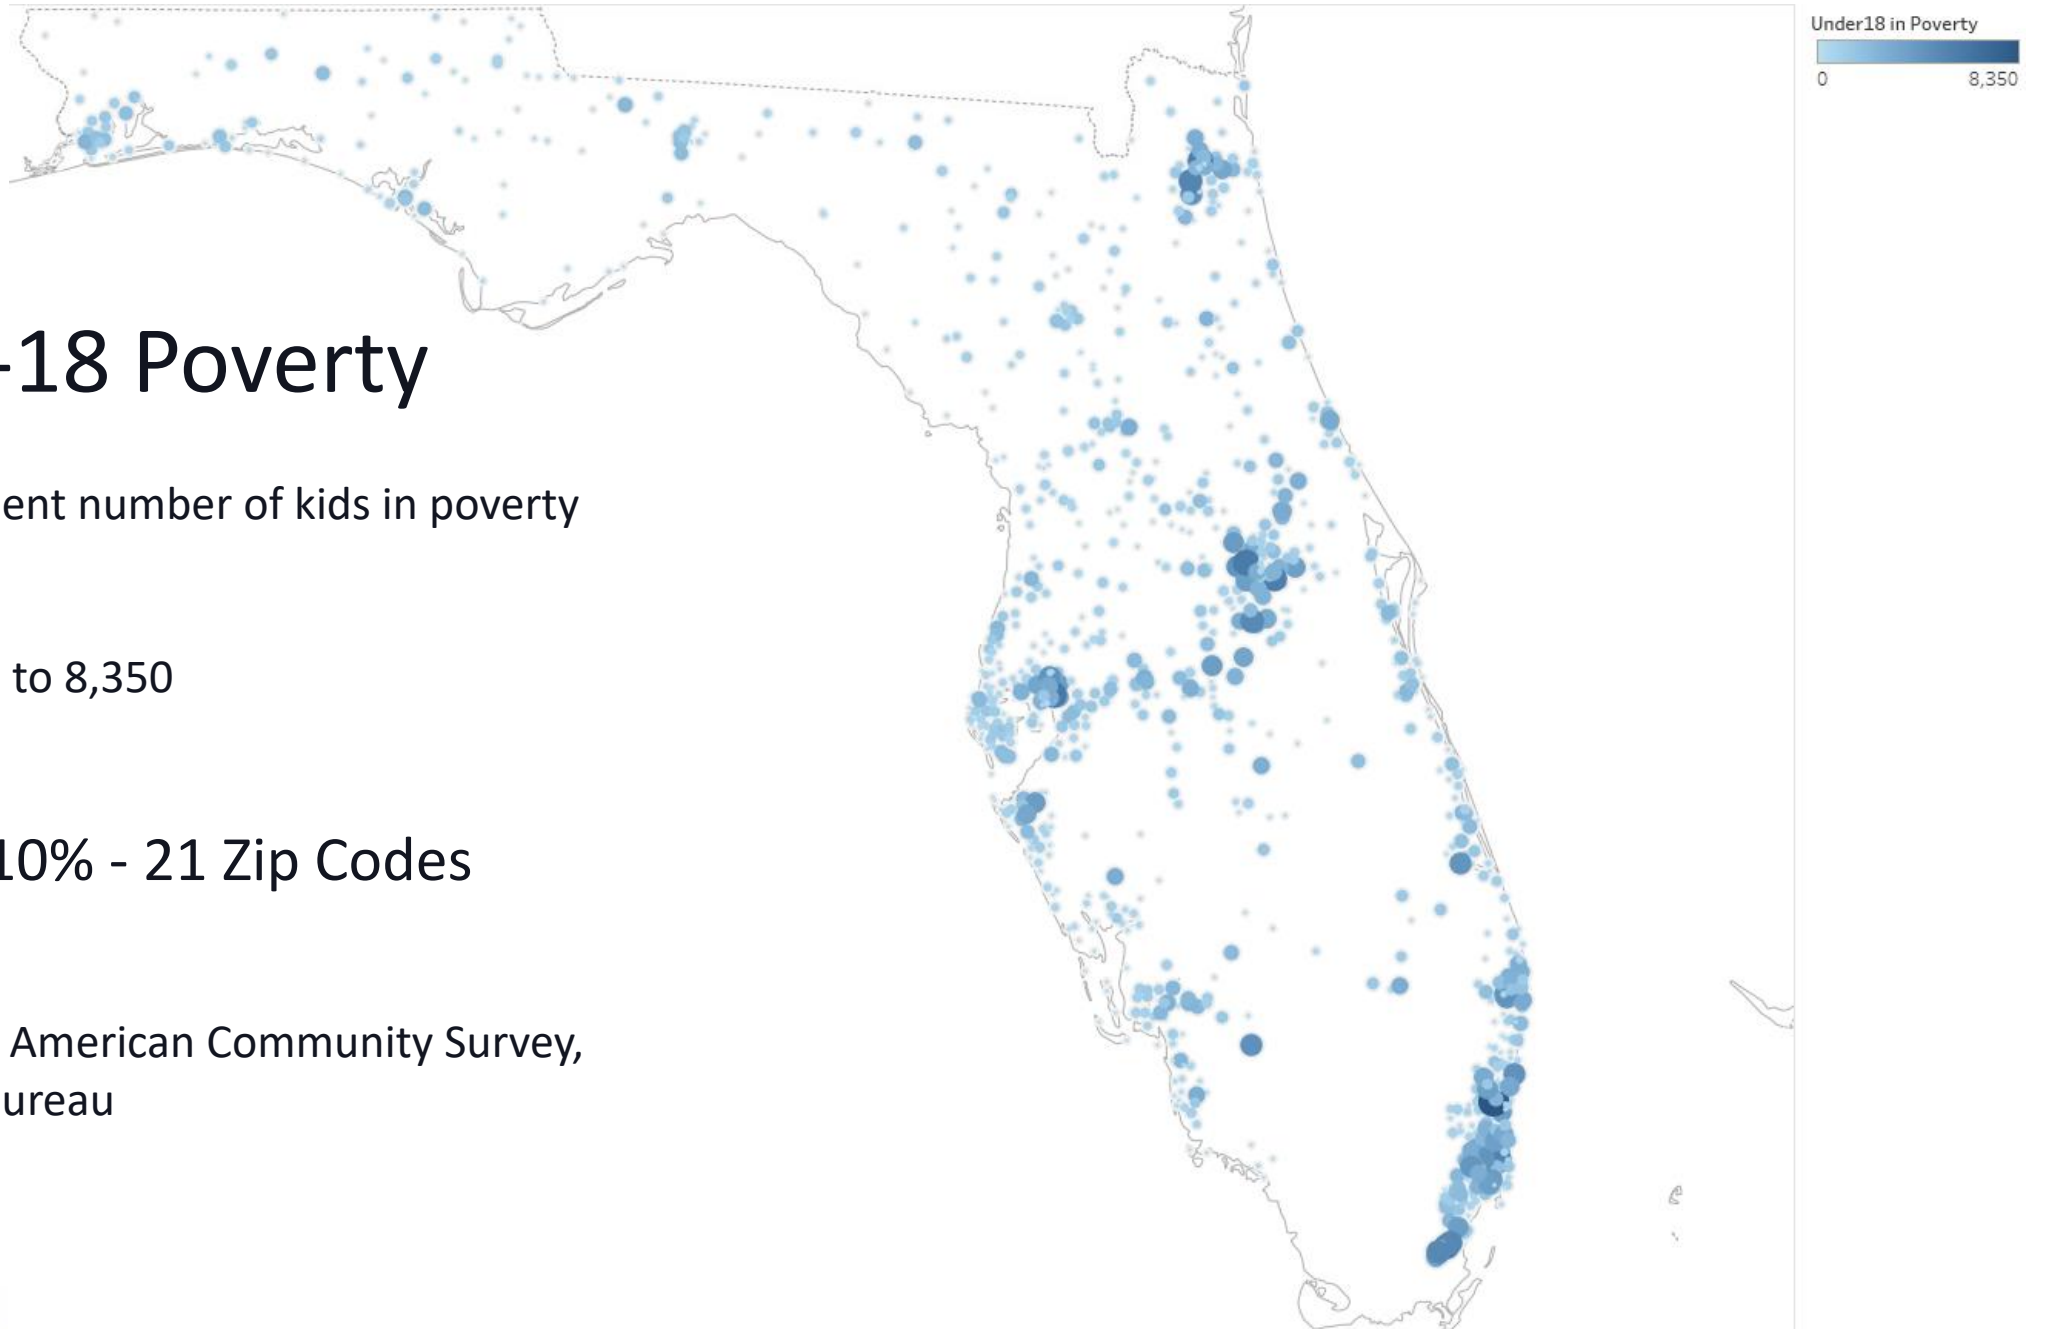 Under18 in Poverty
0 8,350
-18 Poverty
ent number of kids in poverty
to 8,350
10% - 21 Zip Codes
American Community Survey,
ureau